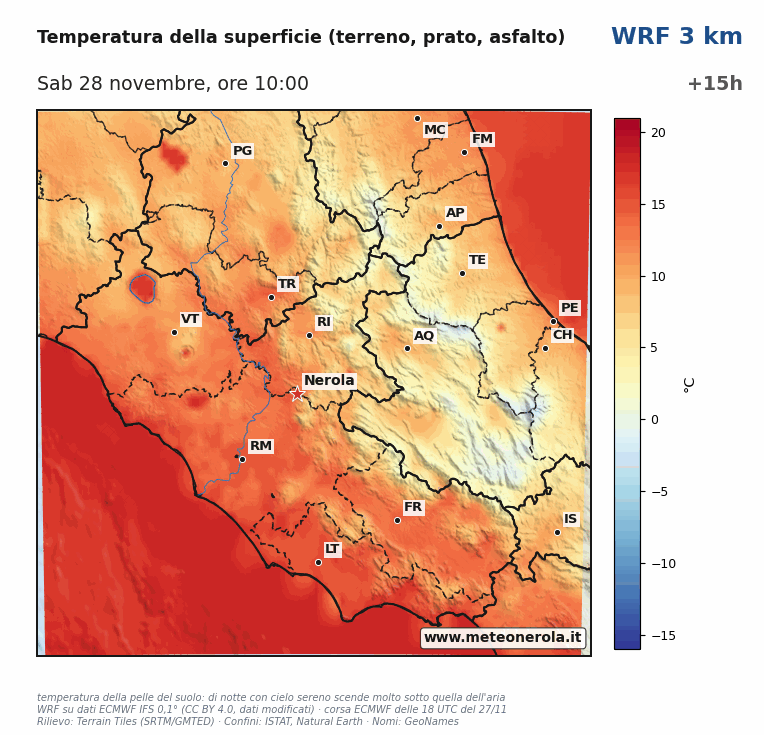 Temperatura della superficie (terreno, prato, asfalto)
WRF 3 km
Sab 28 novembre, ore 10:00
+15h
MC
FM
PG
AP
TE
TR
PE
VT
RI
CH
AQ
Nerola
RM
FR
IS
LT
www.meteonerola.it
20
15
10
5
0
−5
−10
−15
°C
temperatura della pelle del suolo: di notte con cielo sereno scende molto sotto quella dell'aria
WRF su dati ECMWF IFS 0,1° (CC BY 4.0, dati modificati) · corsa ECMWF delle 18 UTC del 27/11
Rilievo: Terrain Tiles (SRTM/GMTED) · Confini: ISTAT, Natural Earth · Nomi: GeoNames